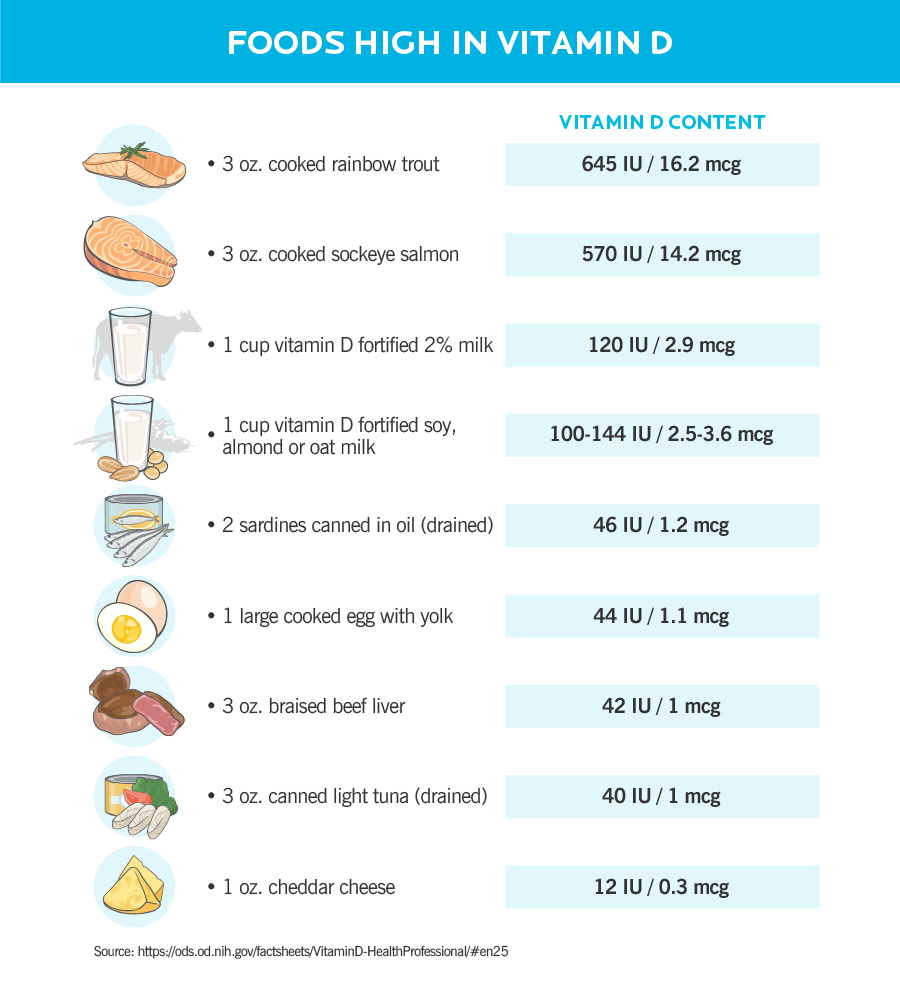 FOODS HIGH IN VITAMIN D
VITAMIN D CONTENT
• 3 oz. cooked rainbow trout
645 IU / 16.2 mcg
• 3 oz. cooked sockeye salmon
570 IU / 14.2 mcg
• 1 cup vitamin D fortified 2% milk
120 IU / 2.9 mcg
• 1 cup vitamin D fortified soy,
almond or oat milk
100-144 IU / 2.5-3.6 mcg
• 2 sardines canned in oil (drained)
46 IU / 1.2 mcg
• 1 large cooked egg with yolk
44 IU / 1.1 mcg
• 3 oz. braised beef liver
42 IU / 1 mcg
• 3 oz. canned light tuna (drained)
40 IU / 1 mcg
• 1 oz. cheddar cheese
12 IU / 0.3 mcg
Source: https://ods.od.nih.gov/factsheets/VitaminD-HealthProfessional/#en25